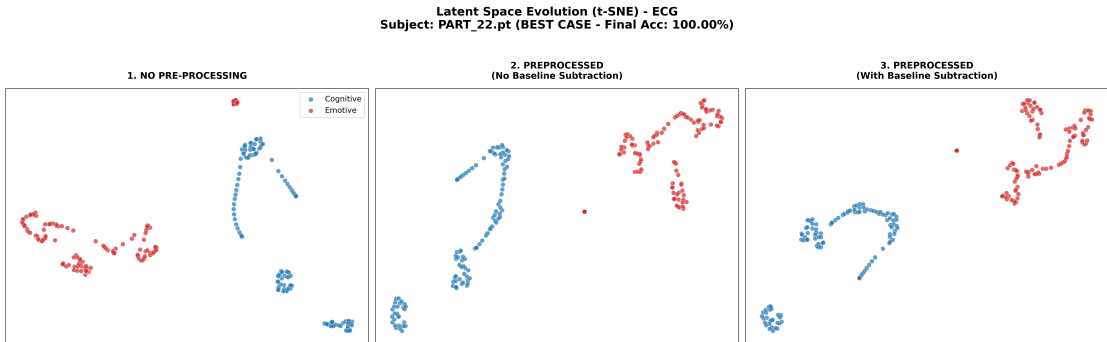 Latent Space Evolution (t-SNE) - ECG
Subject: PART_22.pt (BEST CASE - Final Acc: 100.00%)
1. NO PRE-PROCESSING
2. PREPROCESSED
(No Baseline Subtraction)
3. PREPROCESSED
(With Baseline Subtraction)
Cognitive
Emotive